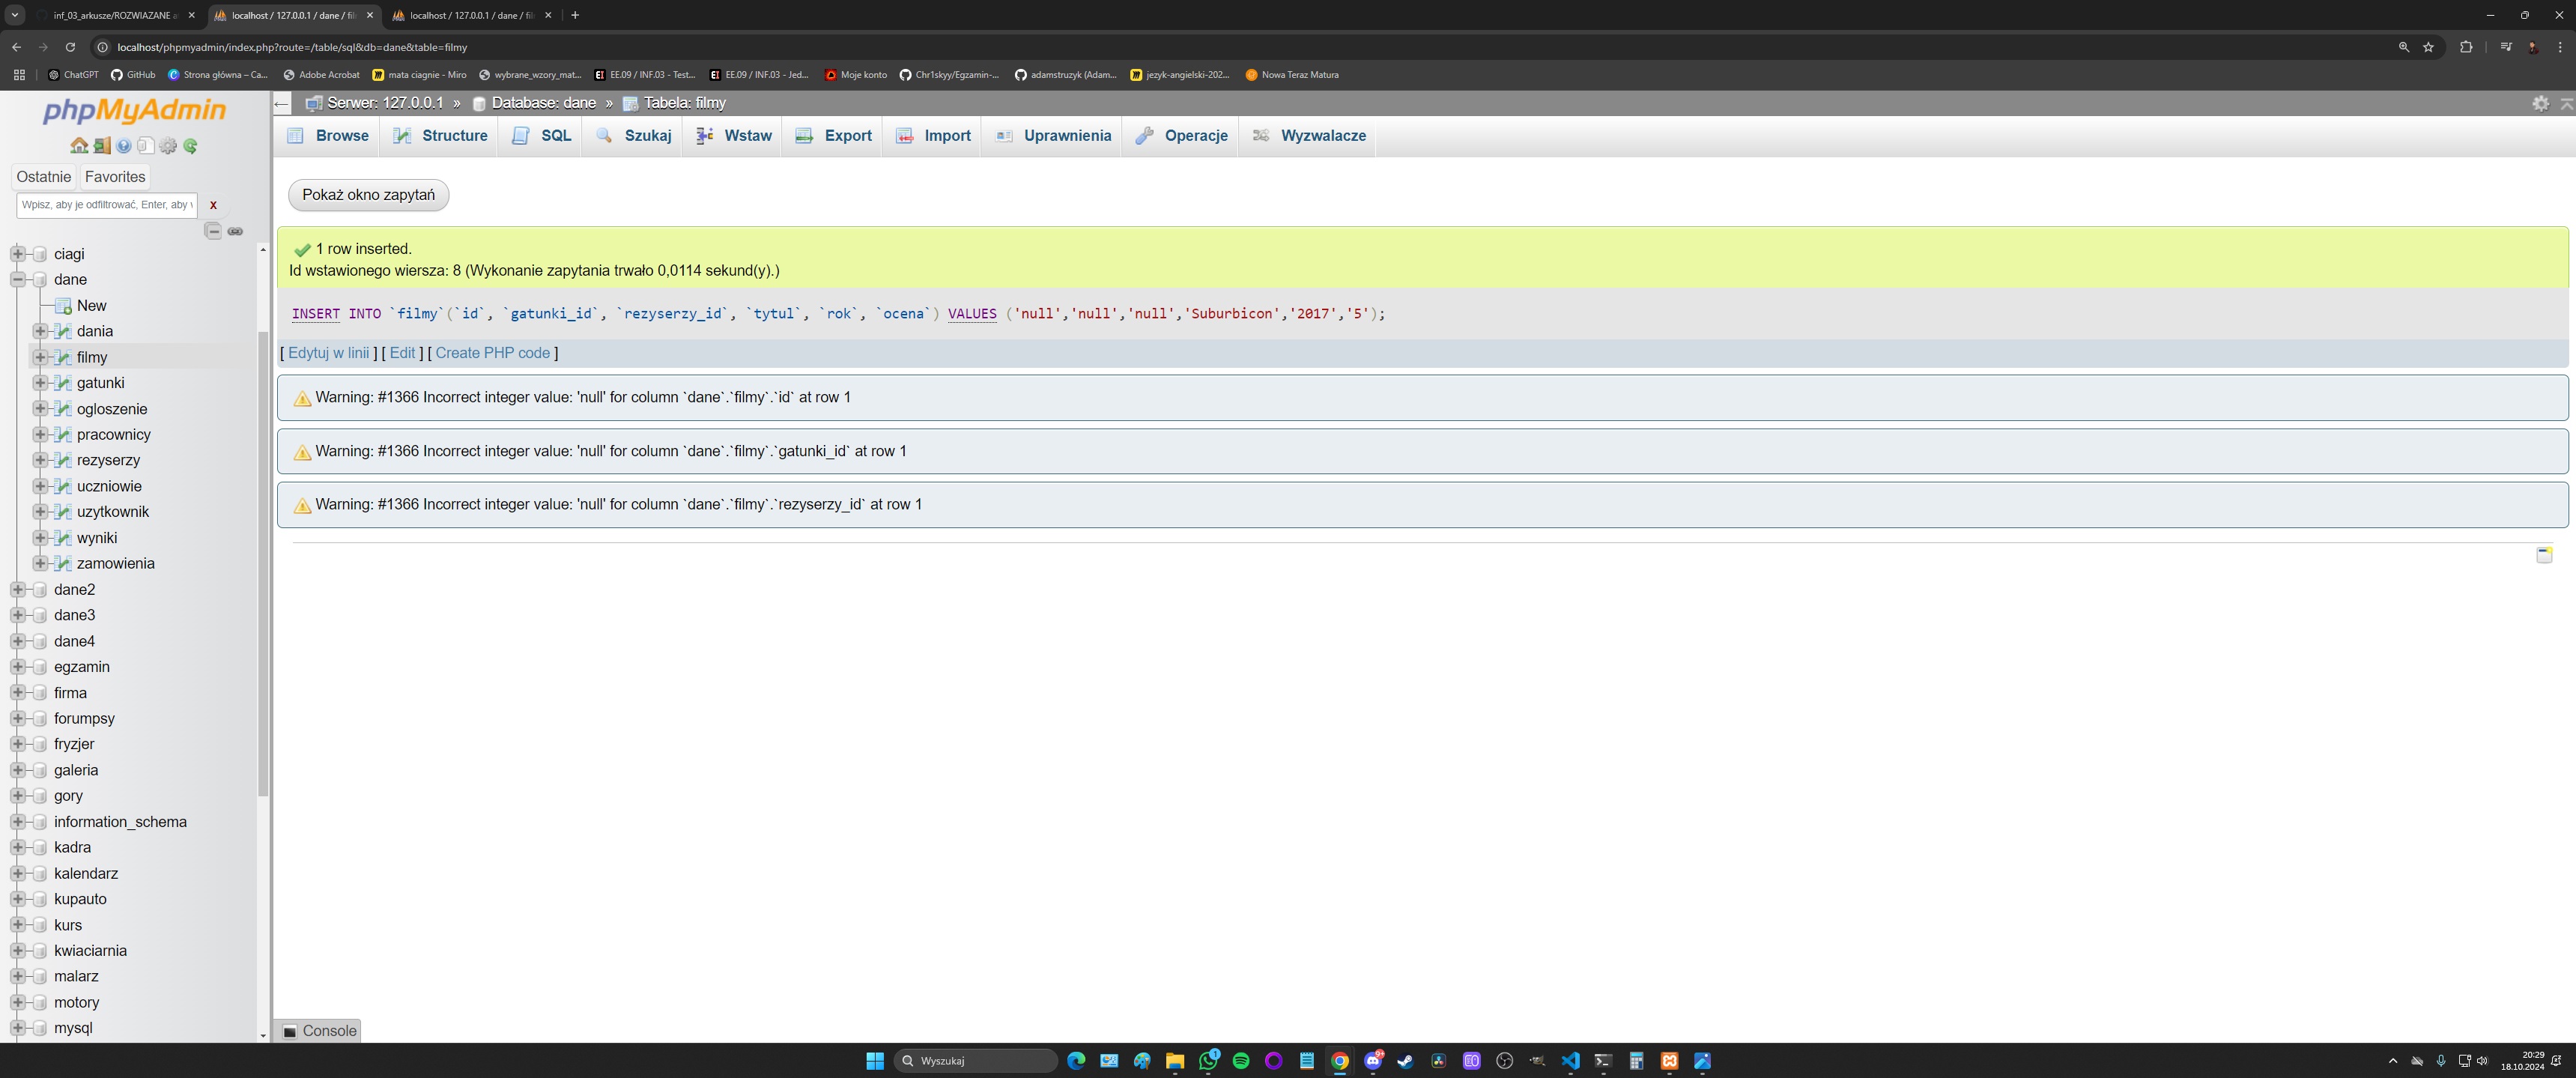 inf_03_arkusze/ROZWIAZANE a
localhost / 127.0.0.1 / dane / fil
localhost / 127.0.0.1 / dane / fil
localhost/phpmyadmin/index.php?route=/table/sql&db=dane&table=filmy
ChatGPT GitHub Strona główna – Ca... Adobe Acrobat mata ciagnie - Miro wybrane_wzory_mat... EE.09 / INF.03 - Test... EE.09 / INF.03 - Jed... Moje konto Chr1skyy/Egzamin-... adamstruzyk (Adam... jezyk-angielski-202... Nowa Teraz Matura
phpMyAdmin
Ostatnie Favorites
Wpisz, aby je odfiltrować, Enter, aby
X
ciagi
dane
New
dania
filmy
gatunki
ogloszenie
pracownicy
rezyserzy
uczniowie
uzytkownik
wyniki
zamowienia
dane2
dane3
dane4
egzamin
firma
forumpsy
fryzjer
galeria
gory
information_schema
kadra
kalendarz
kupauto
kurs
kwiaciarnia
malarz
motory
mysql
Serwer: 127.0.0.1 » Database: dane » Tabela: filmy
Browse Structure SQL Szukaj Wstaw Export Import Uprawnienia Operacje Wyzwalacze
Pokaż okno zapytań
1 row inserted.
Id wstawionego wiersza: 8 (Wykonanie zapytania trwało 0,0114 sekund(y).)
INSERT INTO `filmy`(`id`, `gatunki_id`, `rezyserzy_id`, `tytul`, `rok`, `ocena`) VALUES ('null','null','null','Suburbicon','2017','5');
[ Edytuj w linii ] [ Edit ] [ Create PHP code ]
Warning: #1366 Incorrect integer value: 'null' for column `dane`.`filmy`.`id` at row 1
Warning: #1366 Incorrect integer value: 'null' for column `dane`.`filmy`.`gatunki_id` at row 1
Warning: #1366 Incorrect integer value: 'null' for column `dane`.`filmy`.`rezyserzy_id` at row 1
Console
Wyszukaj
20:29
18.10.2024